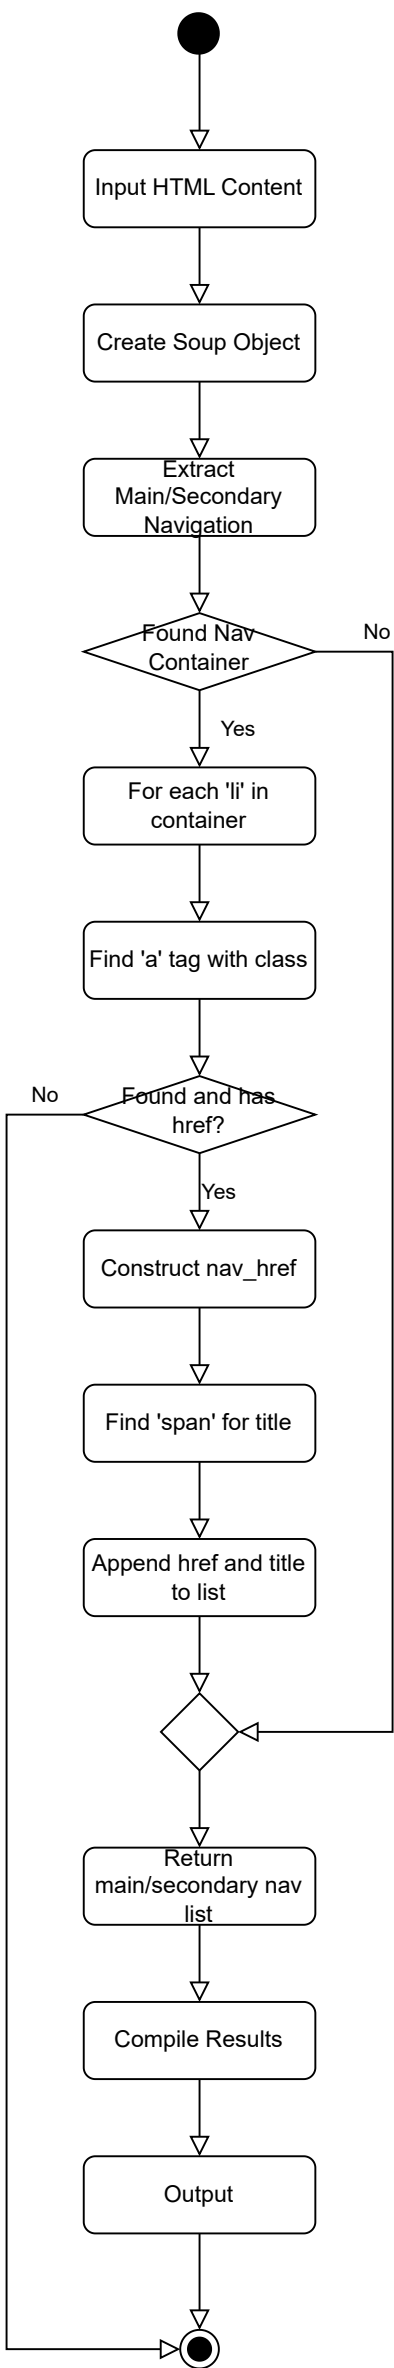 Input HTML Content
Create Soup Object
Extract
Main/Secondary
Navigation
Found Nav
Container
No
Yes
For each 'li' in
container
Find 'a' tag with class
Found and has
href?
No
Yes
Construct nav_href
Find 'span' for title
Append href and title
to list
Return
main/secondary nav
list
Compile Results
Output